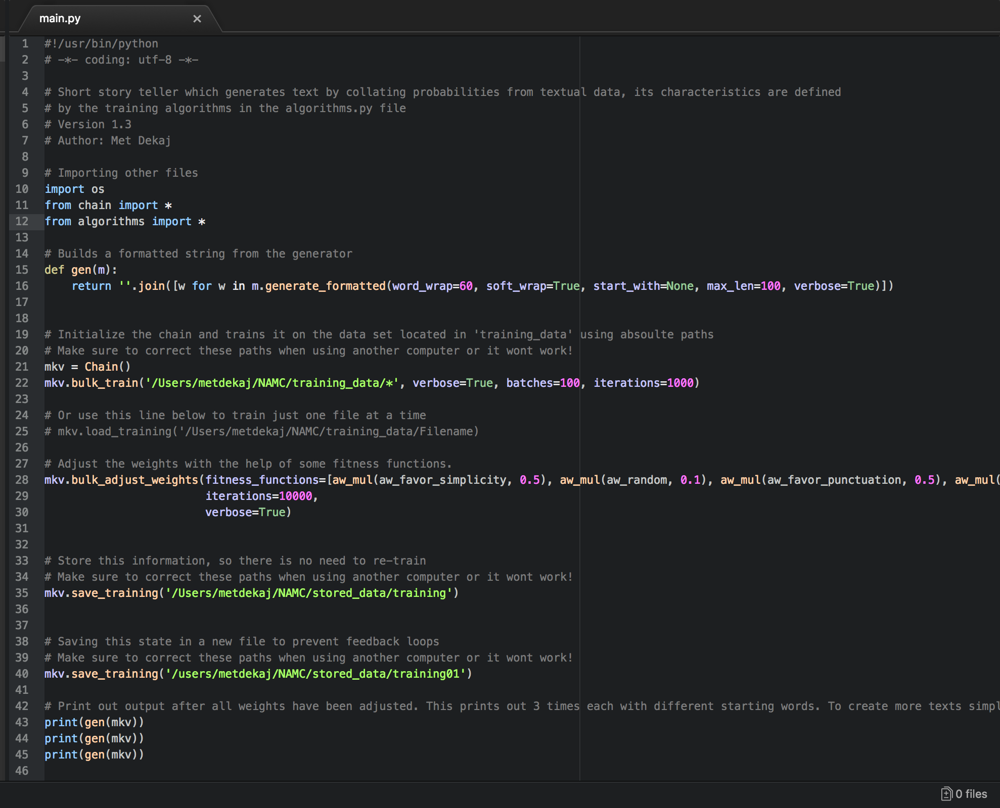 main.py
1 #!/usr/bin/python
2 # -*- coding: utf-8 -*-
3
4 # Short story teller which generates text by collating probabilities from textual data, its characteristics are defined
5 # by the training algorithms in the algorithms.py file
6 # Version 1.3
7 # Author: Met Dekaj
8
9 # Importing other files
10 import os
11 from chain import *
12 from algorithms import *
13
14 # Builds a formatted string from the generator
15 def gen(m):
16     return ''.join([w for w in m.generate_formatted(word_wrap=60, soft_wrap=True, start_with=None, max_len=100, verbose=True)])
17
18
19 # Initialize the chain and trains it on the data set located in 'training_data' using absoulte paths
20 # Make sure to correct these paths when using another computer or it wont work!
21 mkv = Chain()
22 mkv.bulk_train('/Users/metdekaj/NAMC/training_data/*', verbose=True, batches=100, iterations=1000)
23
24 # Or use this line below to train just one file at a time
25 # mkv.load_training('/Users/metdekaj/NAMC/training_data/Filename)
26
27 # Adjust the weights with the help of some fitness functions.
28 mkv.bulk_adjust_weights(fitness_functions=[aw_mul(aw_favor_simplicity, 0.5), aw_mul(aw_random, 0.1), aw_mul(aw_favor_punctuation, 0.5), aw_mul(
29                         iterations=10000,
30                         verbose=True)
31
32
33 # Store this information, so there is no need to re-train
34 # Make sure to correct these paths when using another computer or it wont work!
35 mkv.save_training('/Users/metdekaj/NAMC/stored_data/training')
36
37
38 # Saving this state in a new file to prevent feedback loops
39 # Make sure to correct these paths when using another computer or it wont work!
40 mkv.save_training('/users/metdekaj/NAMC/stored_data/training01')
41
42 # Print out output after all weights have been adjusted. This prints out 3 times each with different starting words. To create more texts simpl
43 print(gen(mkv))
44 print(gen(mkv))
45 print(gen(mkv))
46
0 files